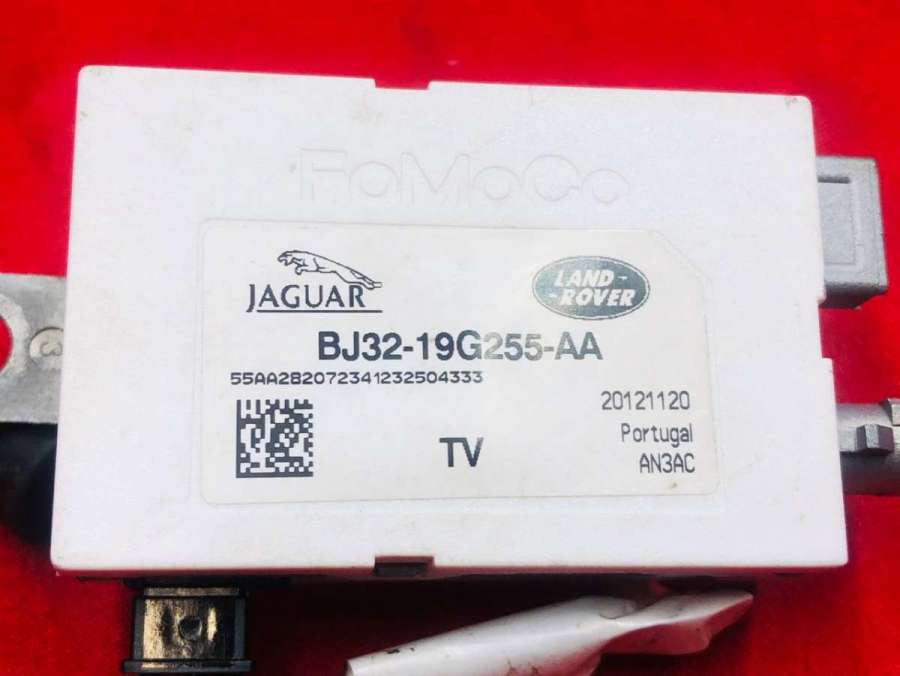 FoMoCo
JAGUAR
LAND-
-ROVER
BJ32-19G255-AA
55AA282072341232504333
20121120
Portugal
TV
AN3AC